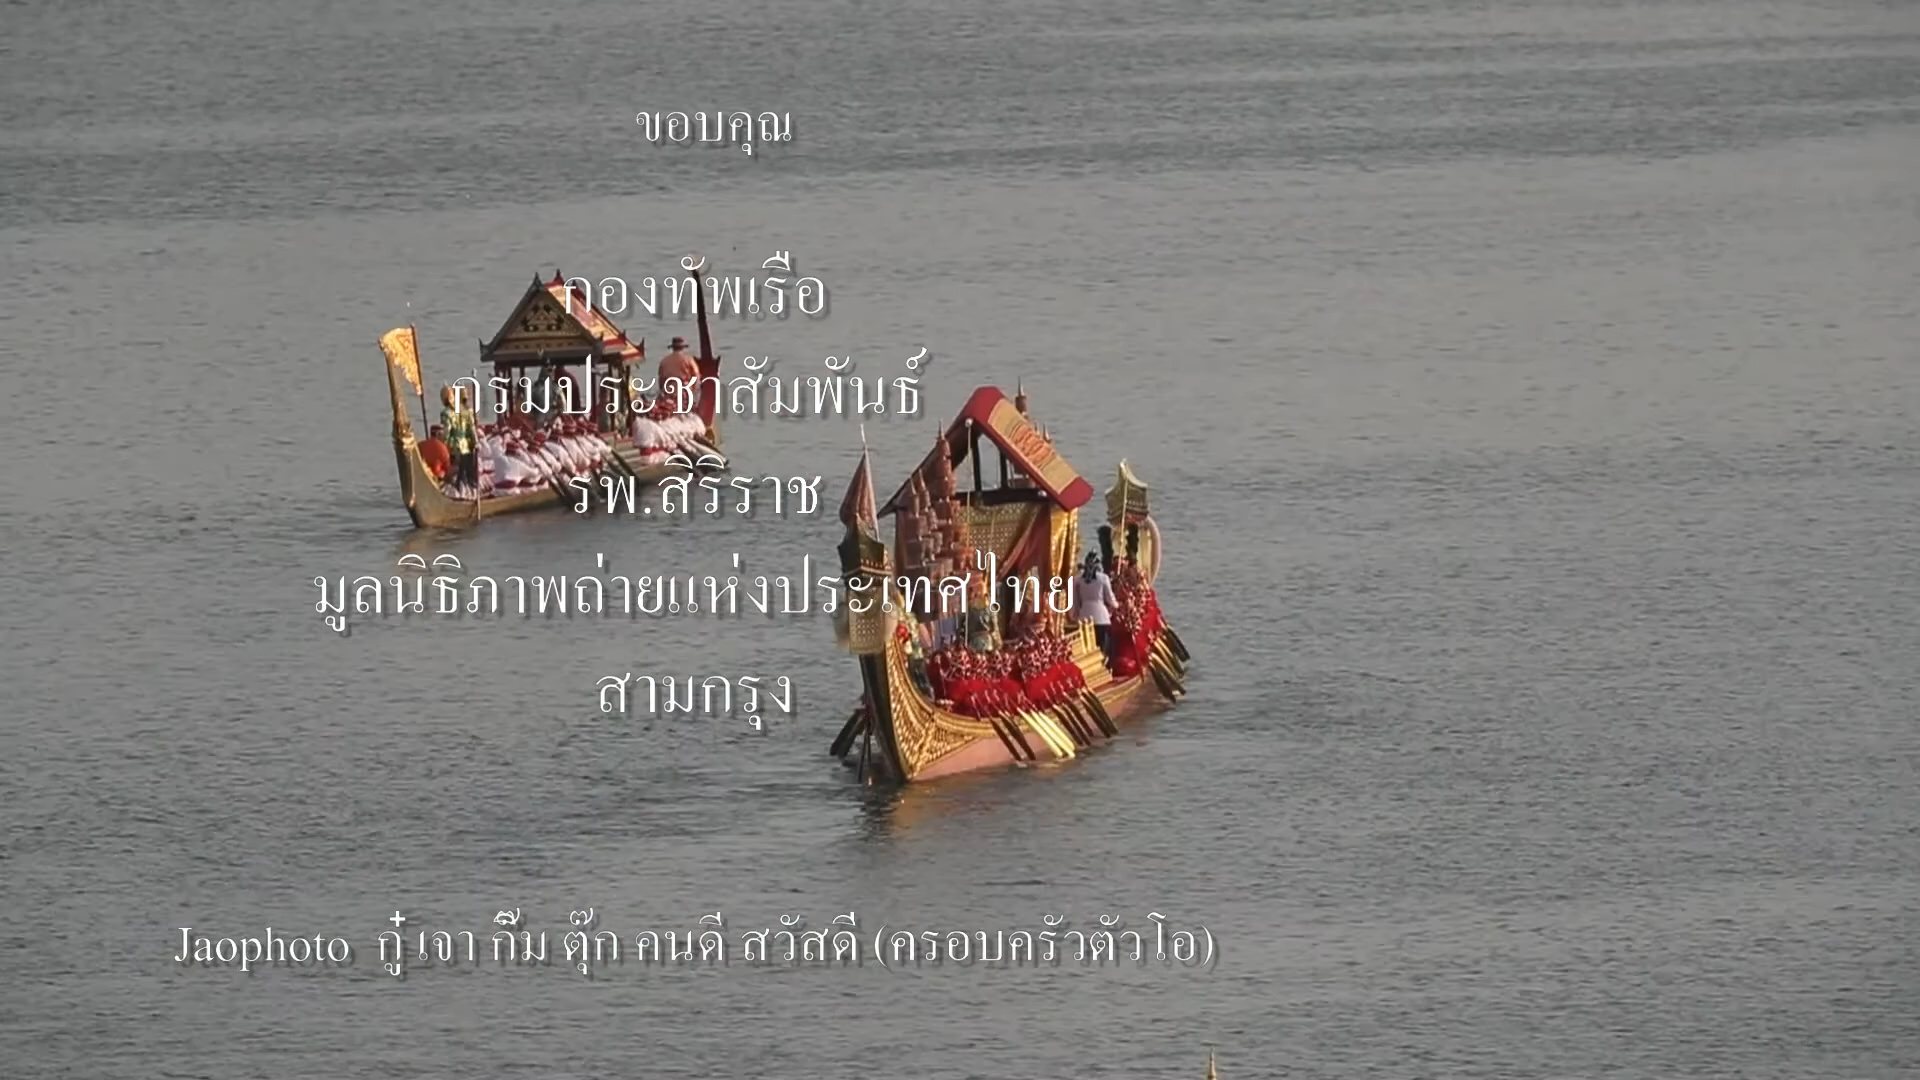 ขอบคุณ
กองทัพเรือ
กรมประชาสัมพันธ์
รพ.สิริราช
มูลนิธิภาพถ่ายแห่งประเทศไทย
สามกรุง
Jaophoto กู๋ เจา กิ๊ม ตุ๊ก คนดี สวัสดี (ครอบครัวตัวโอ)